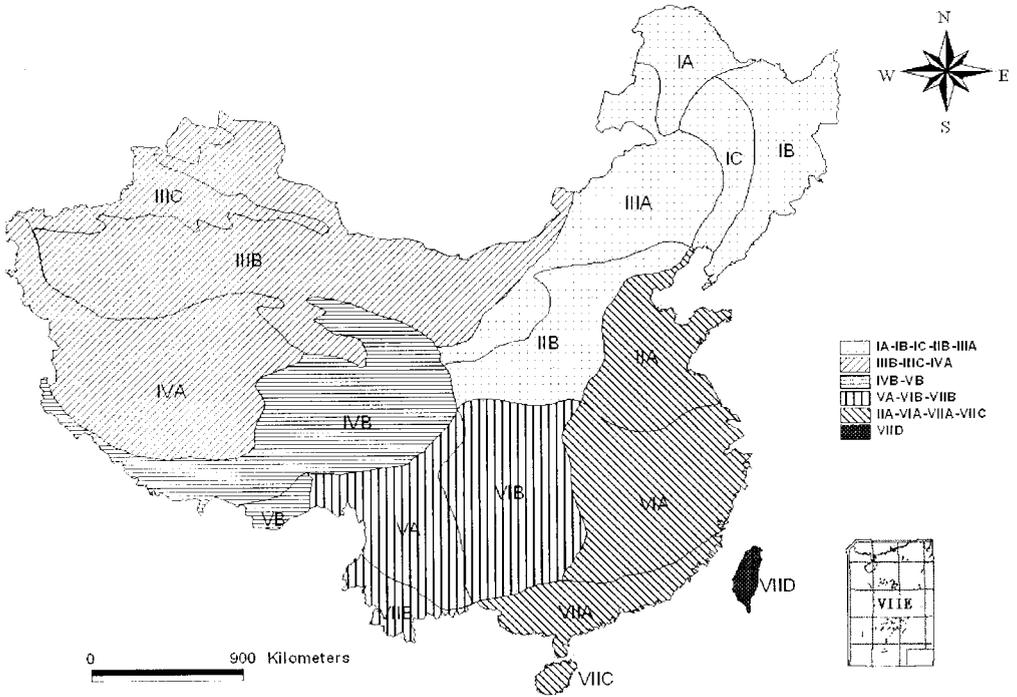 N
W E
S
IA
IC
IB
IIIC
IIIA
IIIB
IIB
IIA
IVA
IVB
VIB
VIA
VB
VA
VIIB
VIIA
VIID
VIIC
VIIE
IA-IB-IC-IIB-IIIA
IIIB-IIIC-IVA
IVB-VB
VA-VIB-VIIB
IIA-VIA-VIIA-VIIC
VIID
0 900 Kilometers